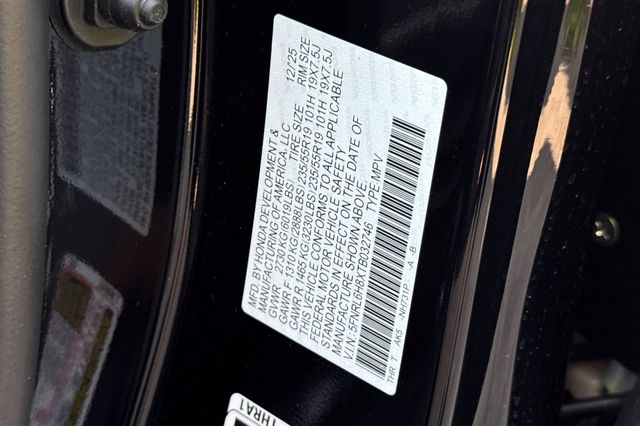 MFD. BY HONDA DEVELOPMENT & 12/25
MANUFACTURING OF AMERICA, LLC
GVWR 2730KG(6019LBS) TIRE SIZE RIM SIZE
GAWR F 1310KG(2888LBS) 235/55R19 101H 19X7.5J
GAWR R 1465KG(3230LBS) 235/55R19 101H 19X7.5J
THIS VEHICLE CONFORMS TO ALL APPLICABLE
FEDERAL MOTOR VEHICLE SAFETY
STANDARDS IN EFFECT ON THE DATE OF
MANUFACTURE SHOWN ABOVE.
V.I.N.: 5FNRL6H8XTB032746 TYPE:MPV
THR T AK5 -NR731P -A -B
THRA1